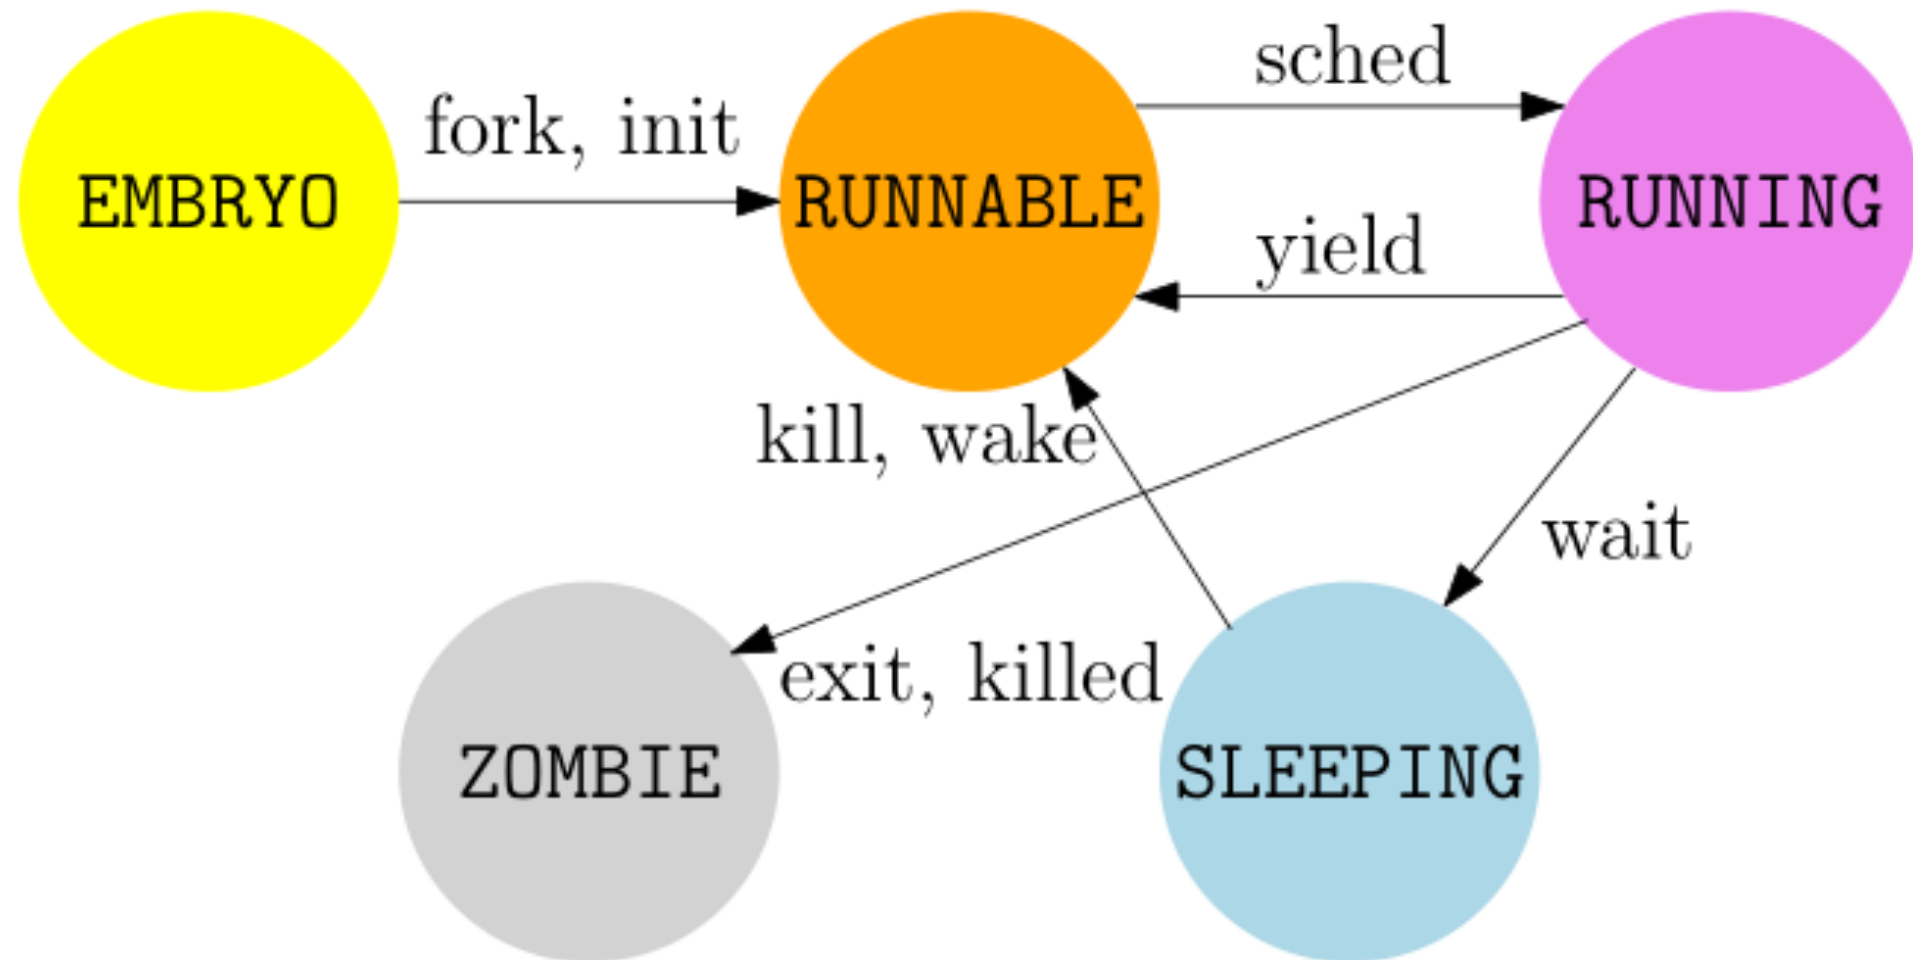 sched
fork, init
EMBRYO
RUNNABLE
RUNNING
yield
kill, wake
wait
exit, killed
ZOMBIE
SLEEPING